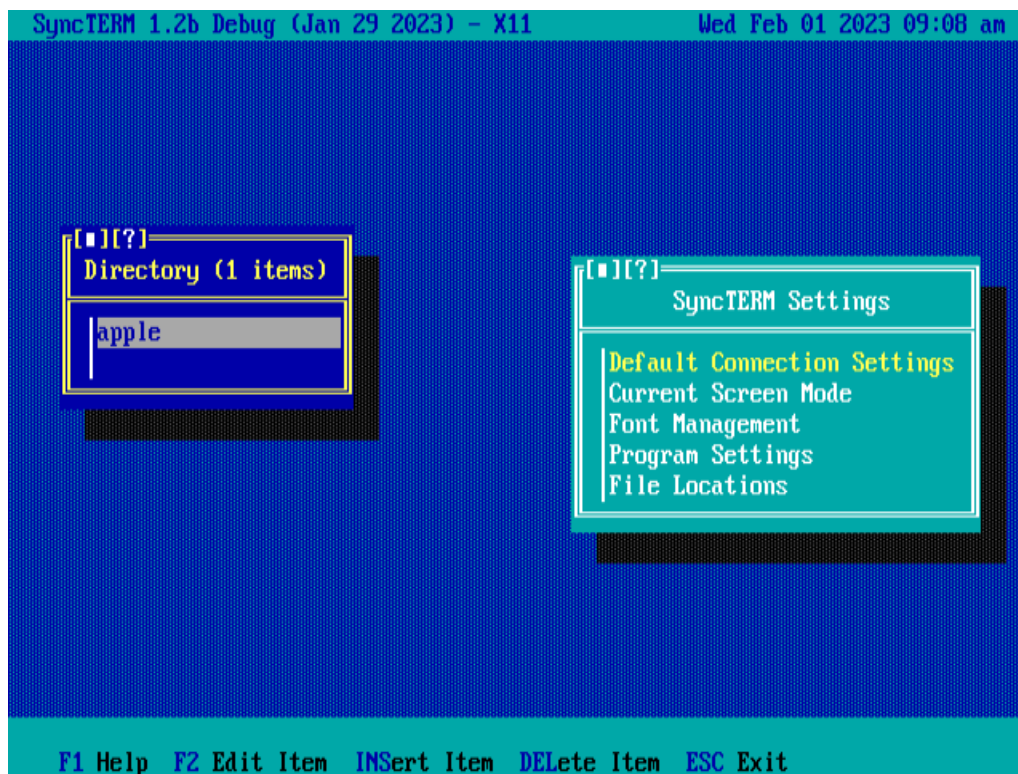 SyncTERM 1.2b Debug (Jan 29 2023) - X11 Wed Feb 01 2023 09:08 am
[■][?]
Directory (1 items)
apple
[■][?]
SyncTERM Settings
Default Connection Settings
Current Screen Mode
Font Management
Program Settings
File Locations
F1 Help F2 Edit Item INSert Item DELete Item ESC Exit